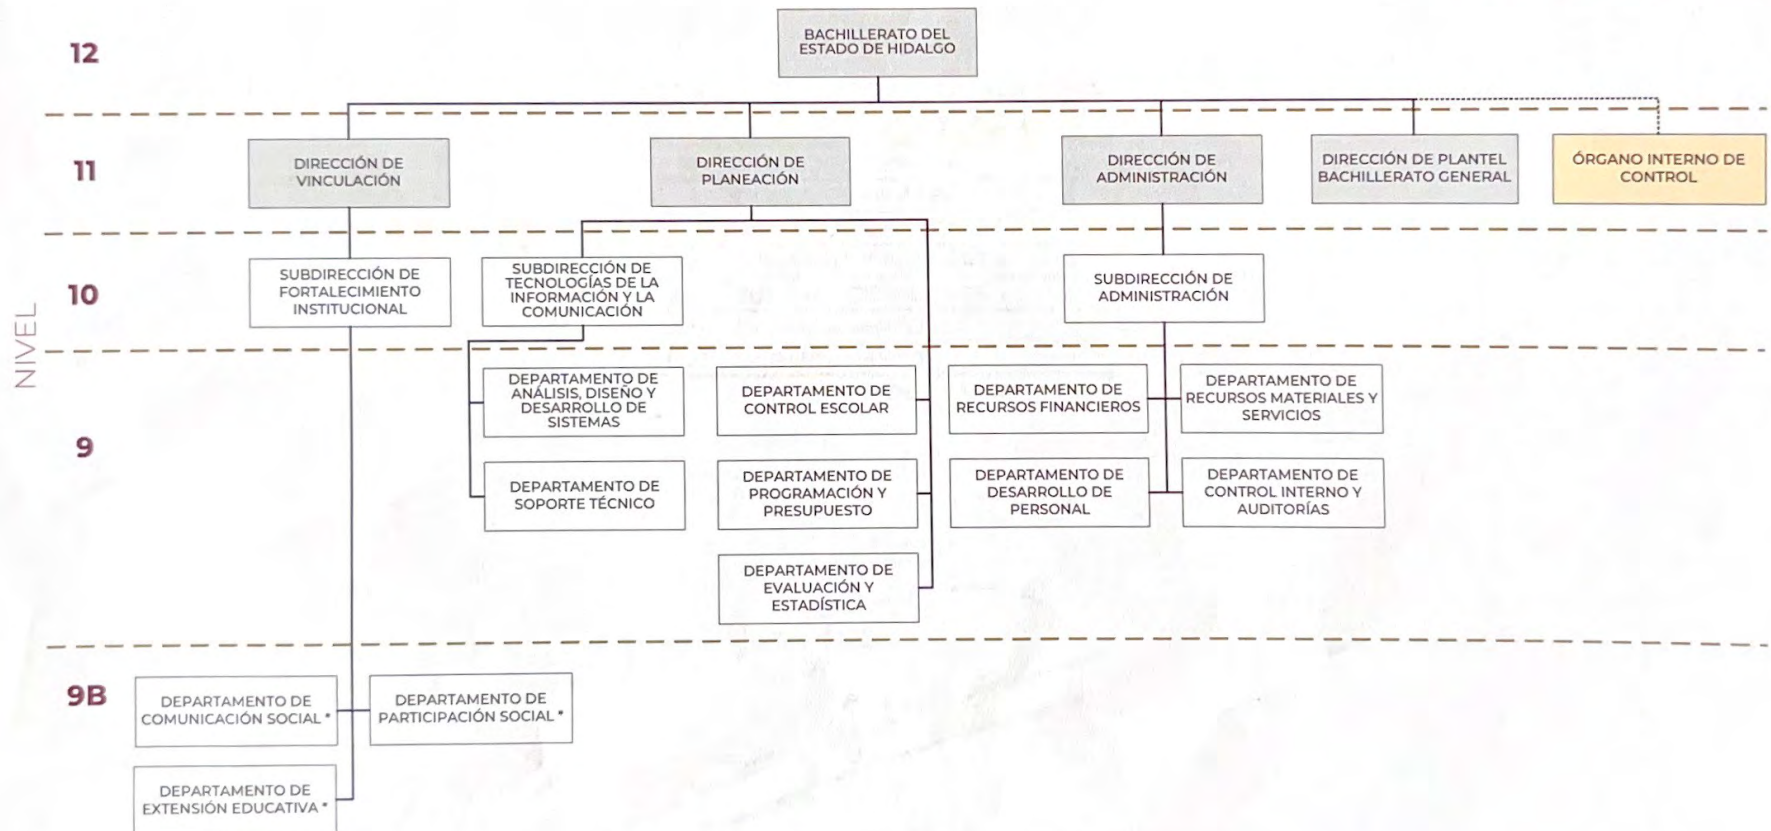 12
BACHILLERATO DEL
ESTADO DE HIDALGO
NIVEL
11
DIRECCIÓN DE
VINCULACIÓN
DIRECCIÓN DE
PLANEACIÓN
DIRECCIÓN DE
ADMINISTRACIÓN
DIRECCIÓN DE PLANTEL
BACHILLERATO GENERAL
ÓRGANO INTERNO DE
CONTROL
10
SUBDIRECCIÓN DE
FORTALECIMIENTO
INSTITUCIONAL
SUBDIRECCIÓN DE
TECNOLOGÍAS DE LA
INFORMACIÓN Y LA
COMUNICACIÓN
SUBDIRECCIÓN DE
ADMINISTRACIÓN
9
DEPARTAMENTO DE
ANÁLISIS, DISEÑO Y
DESARROLLO DE
SISTEMAS
DEPARTAMENTO DE
CONTROL ESCOLAR
DEPARTAMENTO DE
RECURSOS FINANCIEROS
DEPARTAMENTO DE
RECURSOS MATERIALES Y
SERVICIOS
DEPARTAMENTO DE
SOPORTE TÉCNICO
DEPARTAMENTO DE
PROGRAMACIÓN Y
PRESUPUESTO
DEPARTAMENTO DE
DESARROLLO DE
PERSONAL
DEPARTAMENTO DE
CONTROL INTERNO Y
AUDITORÍAS
DEPARTAMENTO DE
EVALUACIÓN Y
ESTADÍSTICA
9B
DEPARTAMENTO DE
COMUNICACIÓN SOCIAL *
DEPARTAMENTO DE
PARTICIPACIÓN SOCIAL *
DEPARTAMENTO DE
EXTENSIÓN EDUCATIVA *